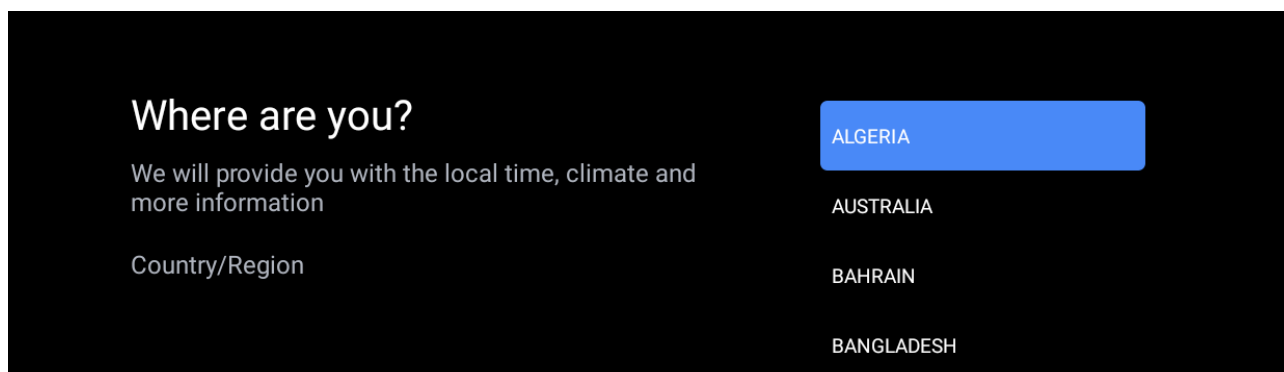 Where are you?
We will provide you with the local time, climate and
more information
Country/Region
ALGERIA
AUSTRALIA
BAHRAIN
BANGLADESH